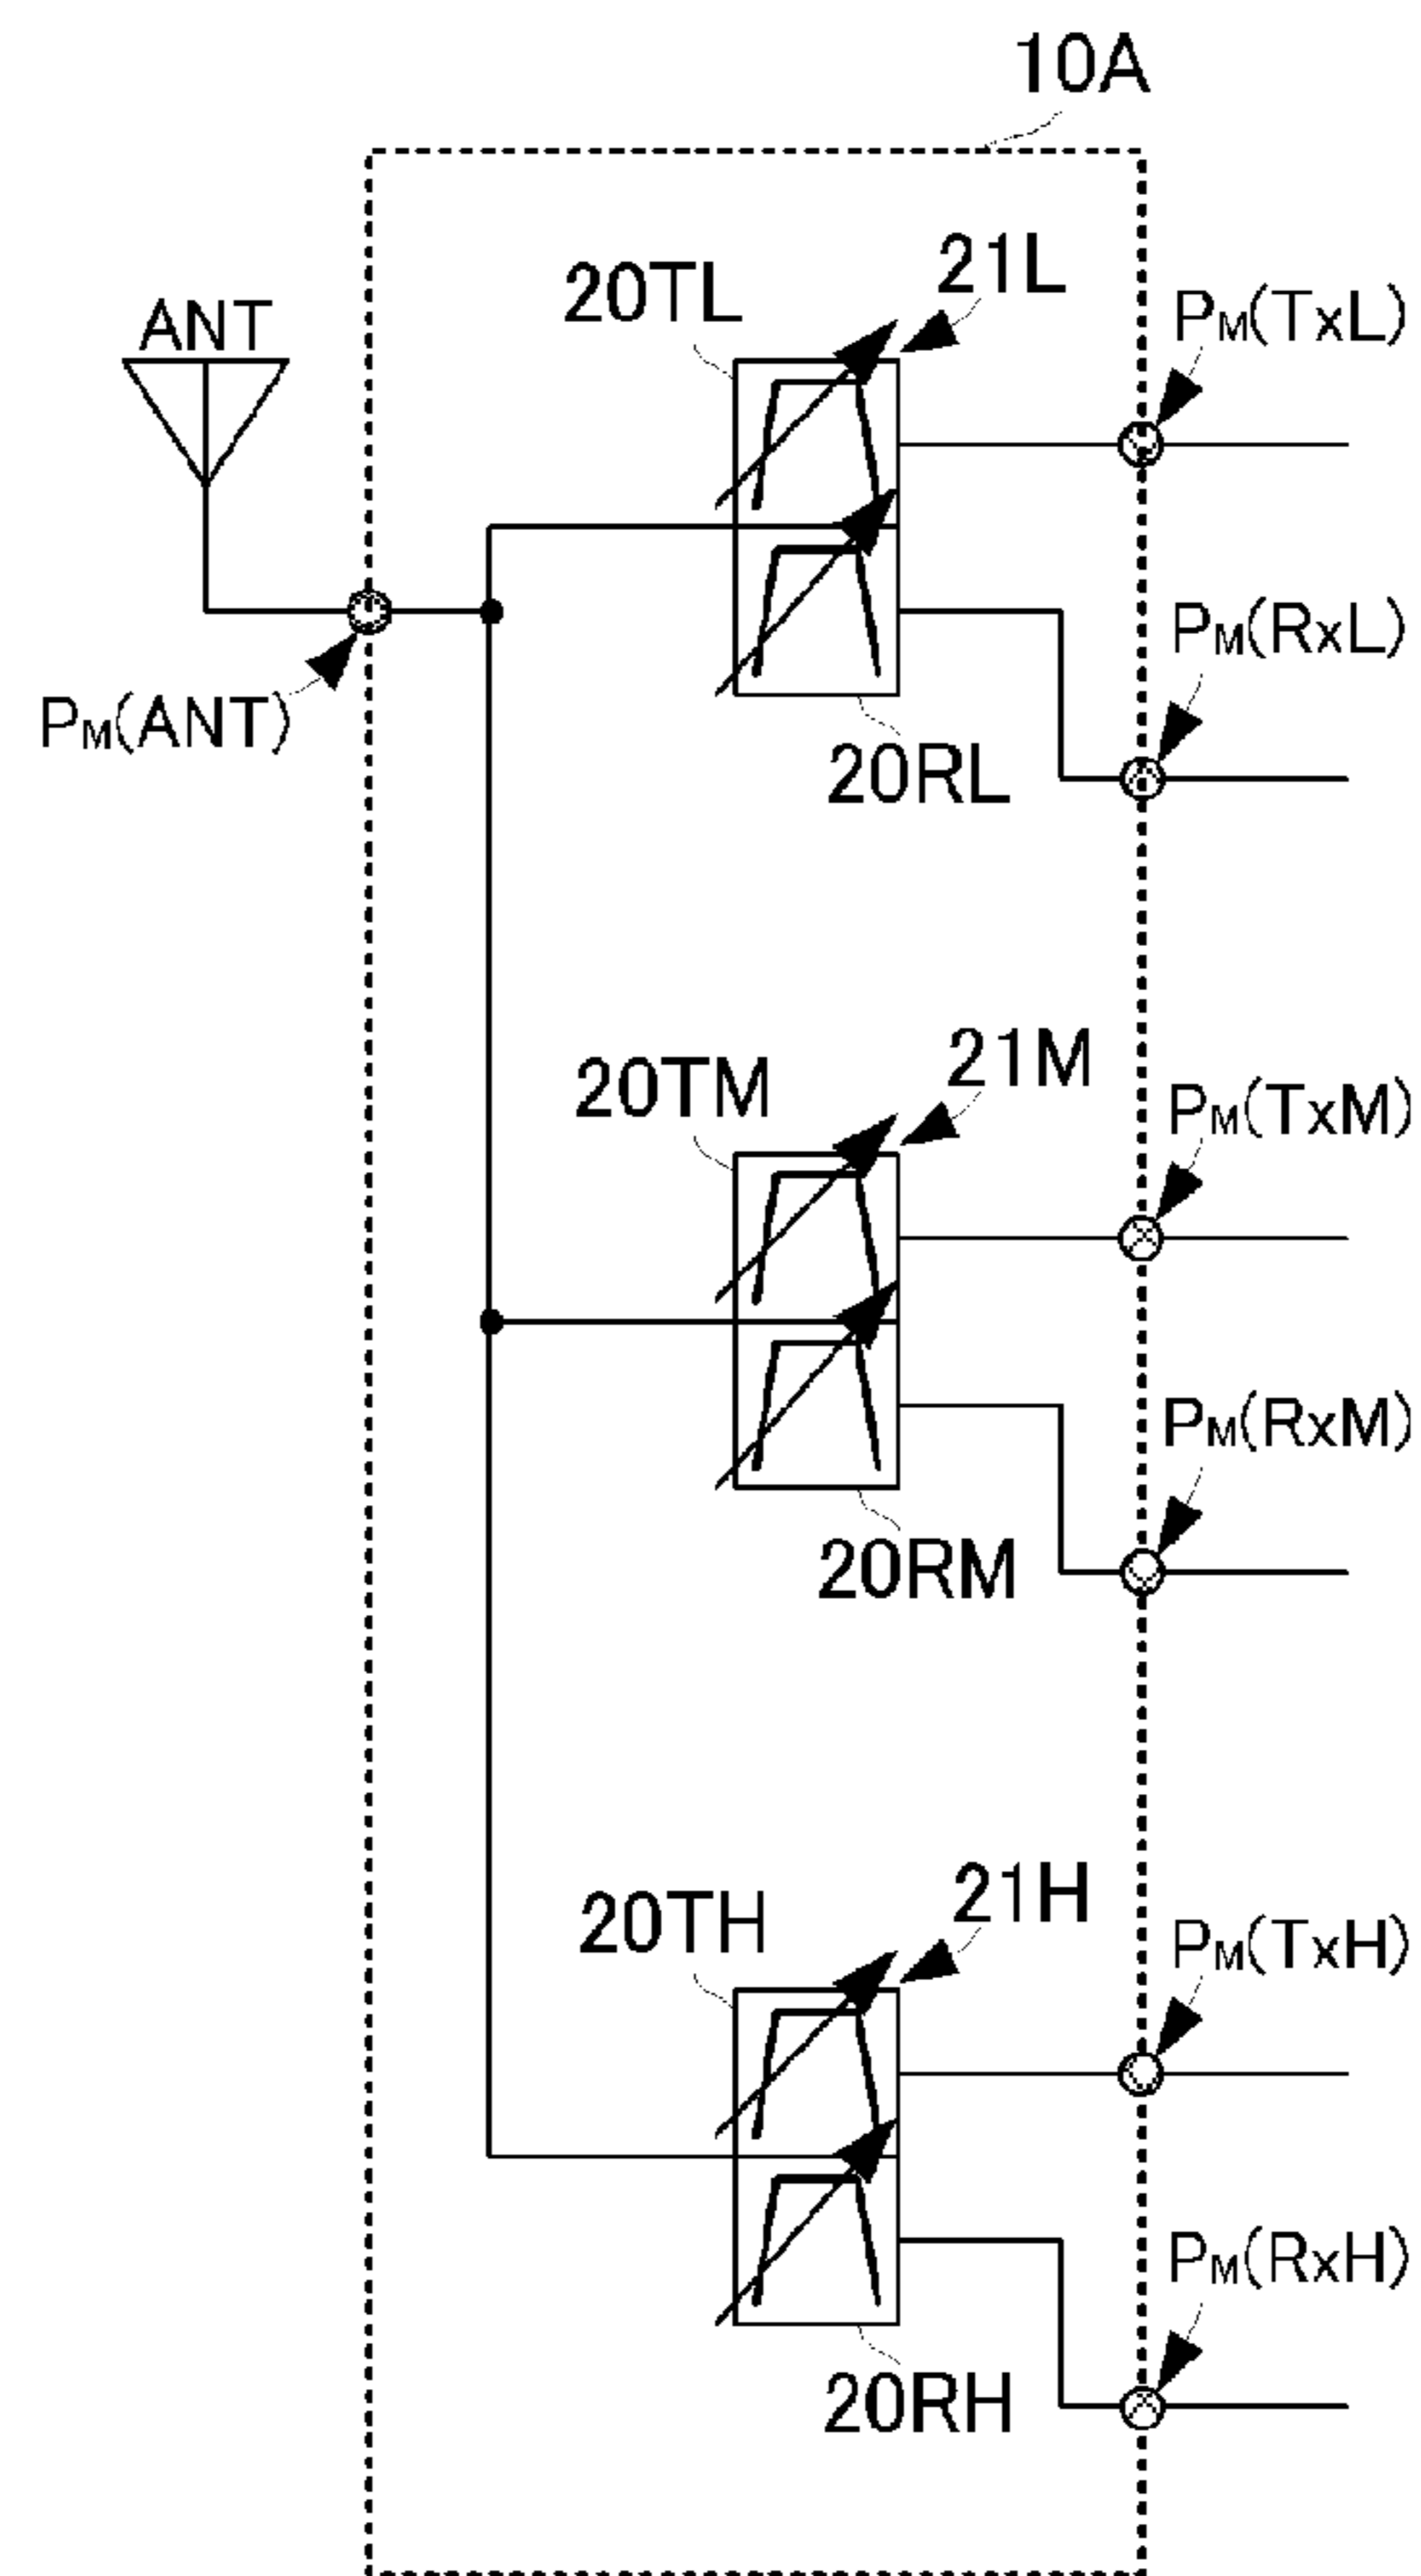 10A
21L
20TL
ANT
PM(TxL)
PM(RxL)
PM(ANT)
20RL
21M
20TM
PM(TxM)
PM(RxM)
20RM
21H
20TH
PM(TxH)
PM(RxH)
20RH